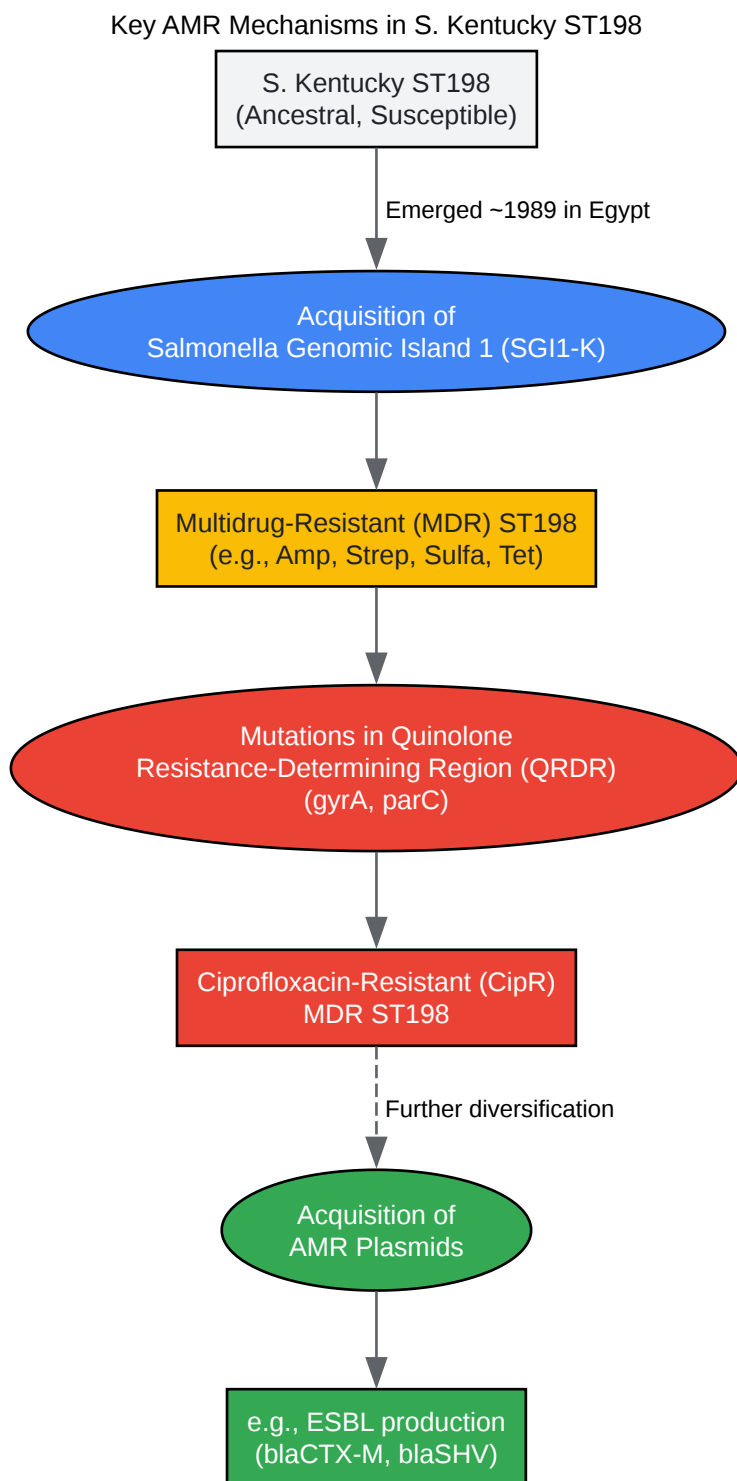 Key AMR Mechanisms in S. Kentucky ST198
S. Kentucky ST198
(Ancestral, Susceptible)
Emerged ~1989 in Egypt
Acquisition of
Salmonella Genomic Island 1 (SGI1-K)
Multidrug-Resistant (MDR) ST198
(e.g., Amp, Strep, Sulfa, Tet)
Mutations in Quinolone
Resistance-Determining Region (QRDR)
(gyrA, parC)
Ciprofloxacin-Resistant (CipR)
MDR ST198
Further diversification
Acquisition of
AMR Plasmids
e.g., ESBL production
(blaCTX-M, blaSHV)